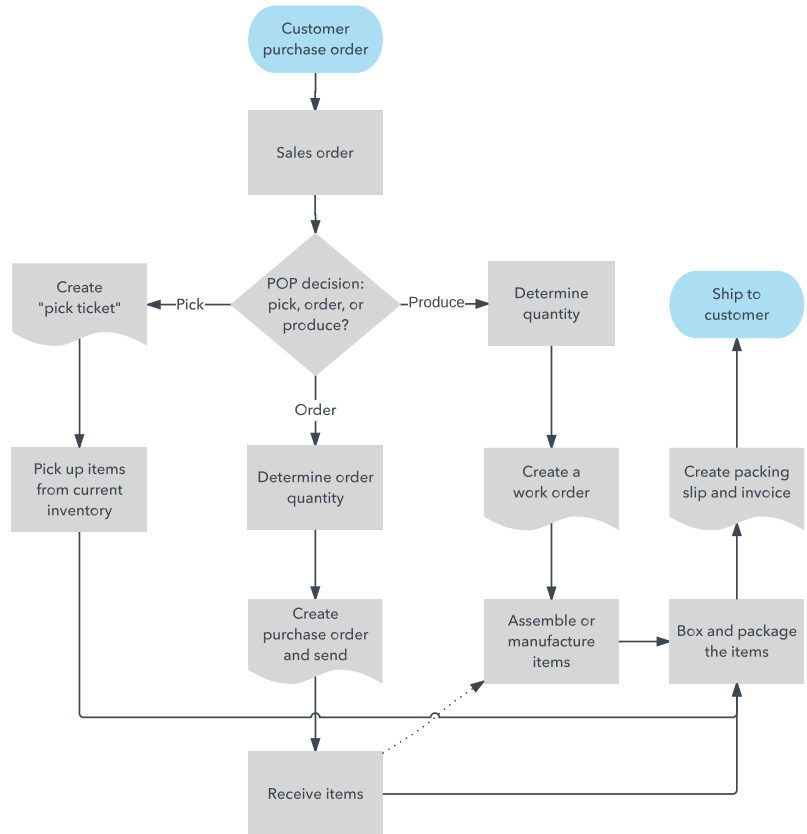 Customer
purchase order
Sales order
POP decision:
pick, order, or
produce?
Pick
Create
"pick ticket"
Pick up items
from current
inventory
Order
Determine order
quantity
Create
purchase order
and send
Receive items
Produce
Determine
quantity
Create a
work order
Assemble or
manufacture
items
Box and package
the items
Create packing
slip and invoice
Ship to
customer